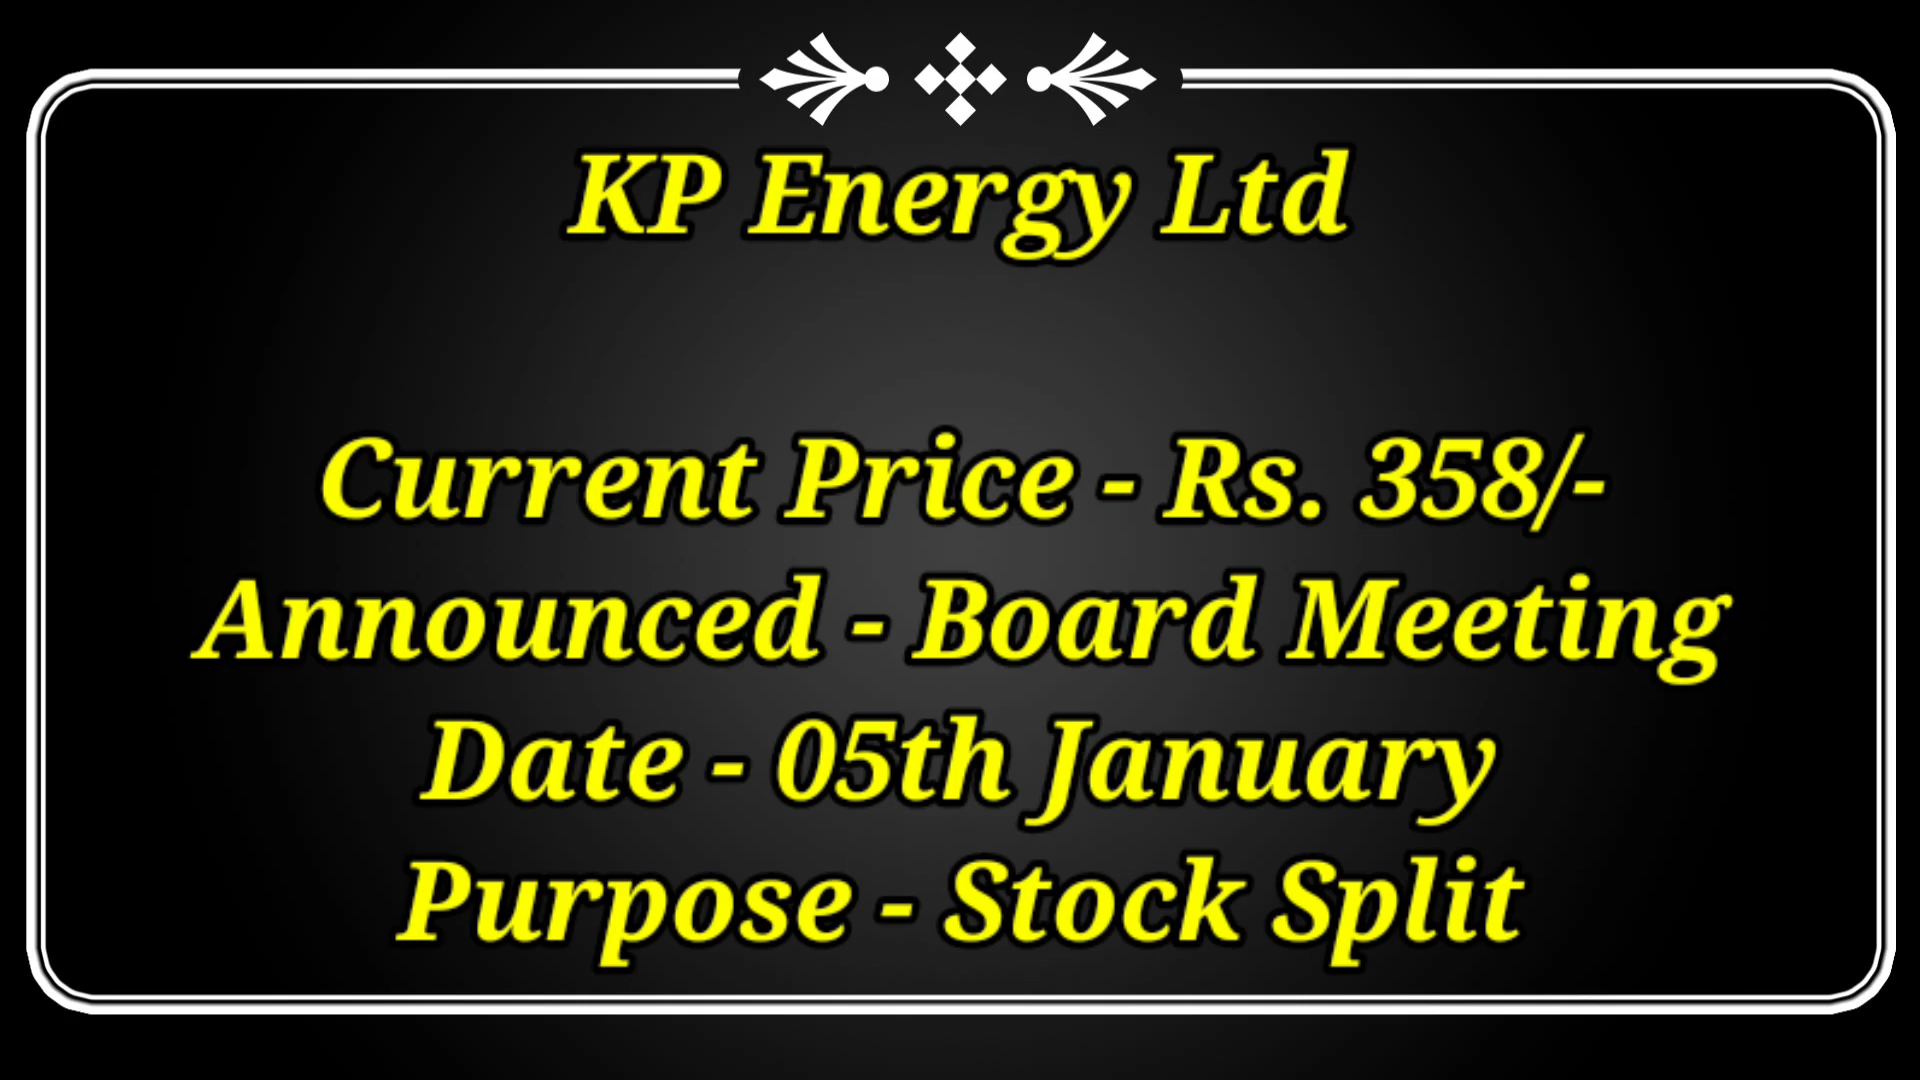 KP Energy Ltd
Current Price - Rs. 358/-
Announced - Board Meeting
Date - 05th January
Purpose - Stock Split